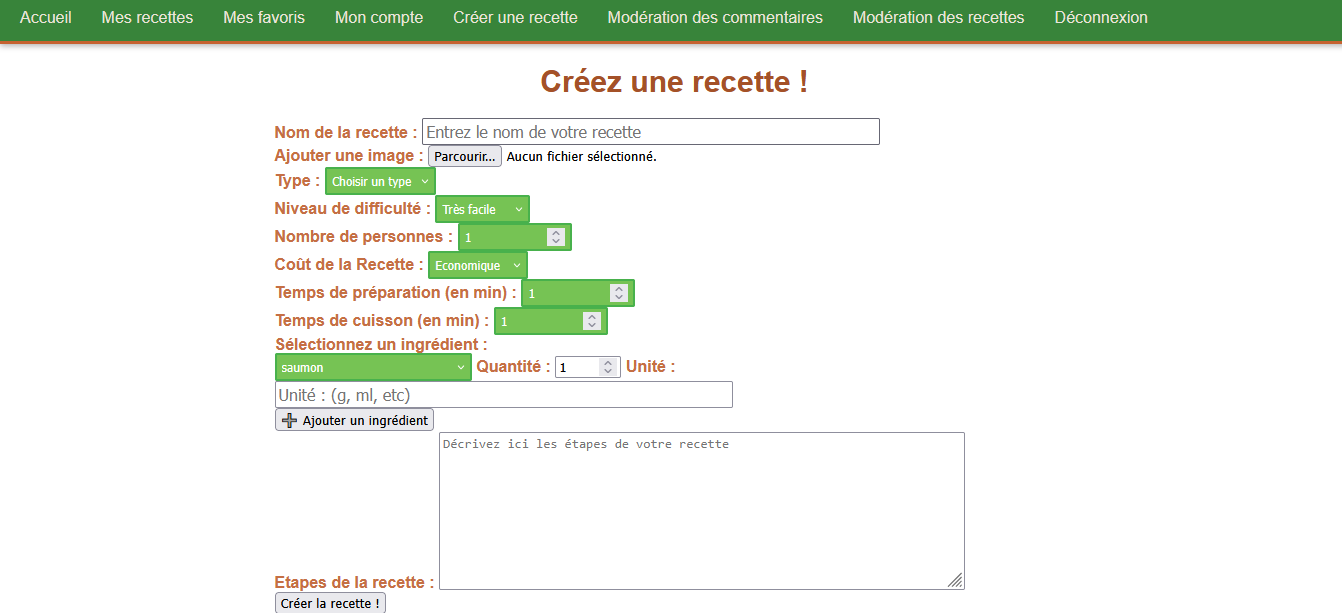 Accueil Mes recettes Mes favoris Mon compte Créer une recette Modération des commentaires Modération des recettes Déconnexion
Créez une recette !
Nom de la recette : Entrez le nom de votre recette
Ajouter une image : Parcourir... Aucun fichier sélectionné.
Type : Choisir un type
Niveau de difficulté : Très facile
Nombre de personnes : 1
Coût de la Recette : Economique
Temps de préparation (en min) : 1
Temps de cuisson (en min) : 1
Sélectionnez un ingrédient :
saumon Quantité : 1 Unité :
Unité : (g, ml, etc)
Ajouter un ingrédient
Décrivez ici les étapes de votre recette
Etapes de la recette :
Créer la recette !